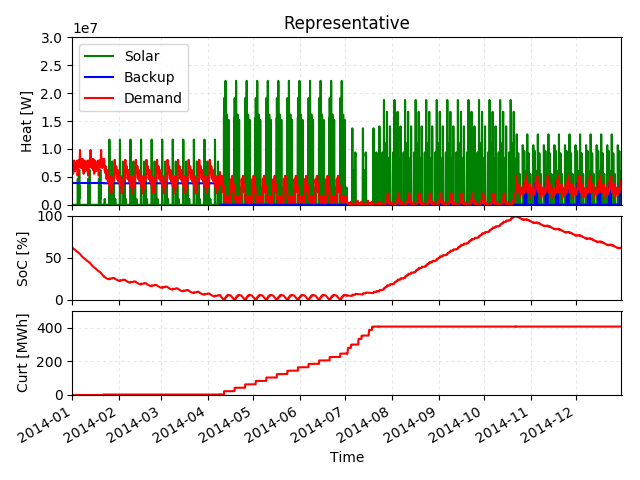 Representative
1e7
3.0
2.5
2.0
1.5
1.0
0.5
0.0
Heat [W]
Solar
Backup
Demand
100
50
0
SoC [%]
400
200
0
Curt [MWh]
2014-01
2014-02
2014-03
2014-04
2014-05
2014-06
2014-07
2014-08
2014-09
2014-10
2014-11
2014-12
Time